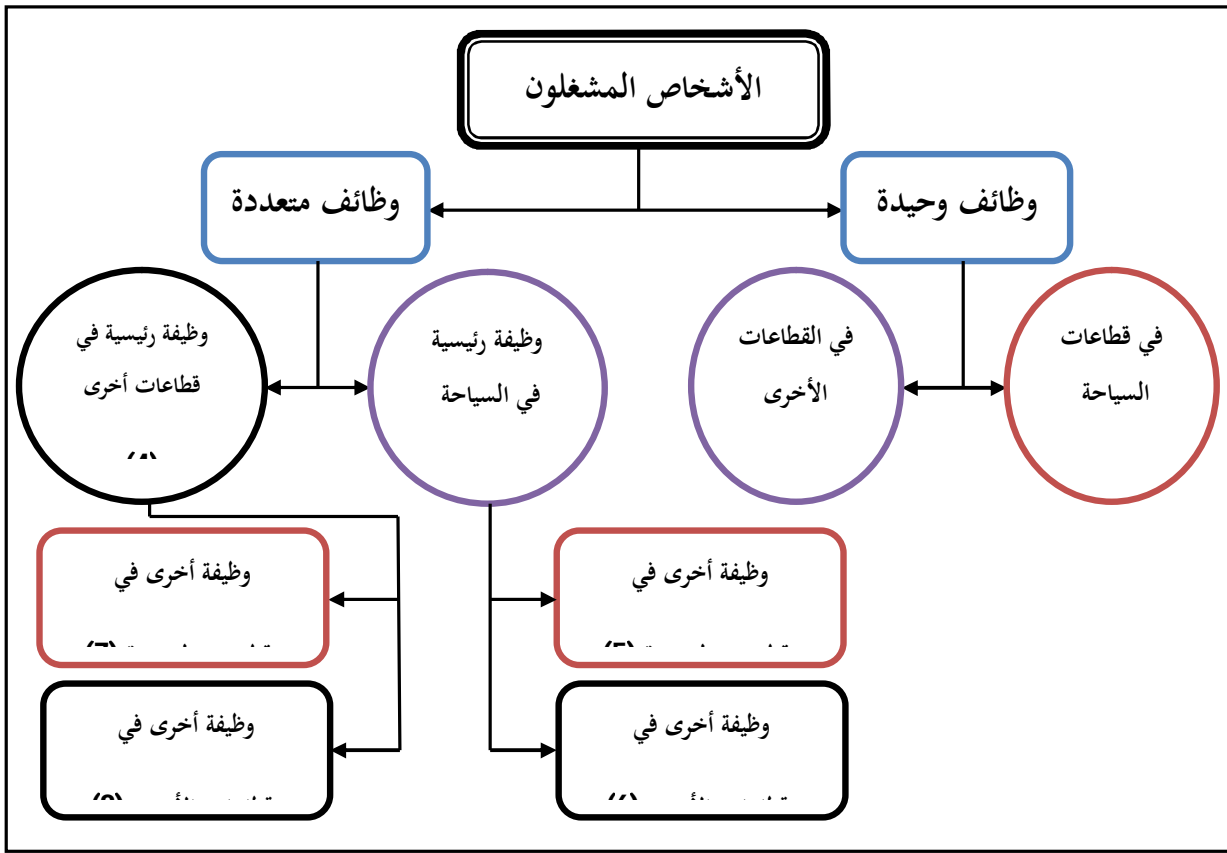 الأشخاص المشغلون
وظائف وحيدة
وظائف متعددة
في قطاعات
السياحة
في القطاعات
الأخرى
وظيفة رئيسية
في السياحة
وظيفة رئيسية في
قطاعات أخرى
وظيفة أخرى في
وظيفة أخرى في
وظيفة أخرى في
وظيفة أخرى في